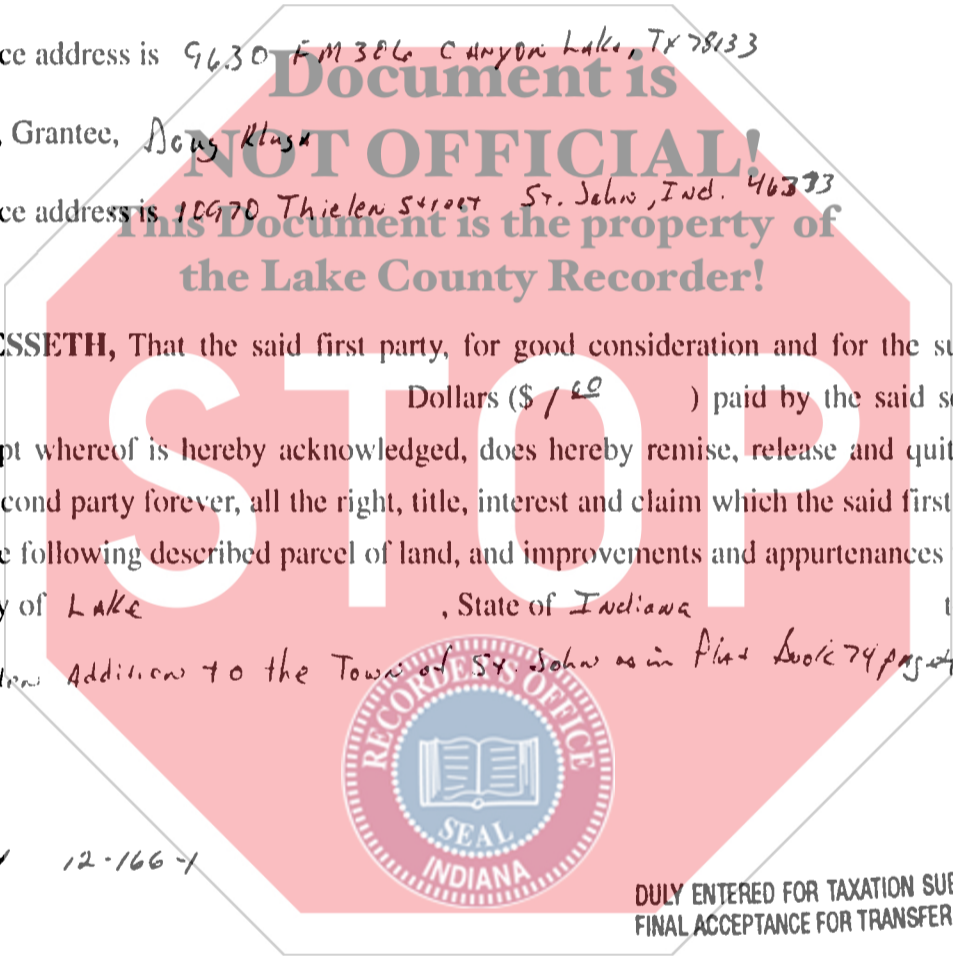 ce address is 9630 FM 306 Canyon Lake, Tx 78133
Document is
, Grantee, Doug
NOT OFFICIAL!
ce address is 10970 Thielen Street St. John, Ind. 46373
This Document is the property of
the Lake County Recorder!
ESSETH, That the said first party, for good consideration and for the su
Dollars ($ 1 00 ) paid by the said s
pt whereof is hereby acknowledged, does hereby remise, release and quit
cond party forever, all the right, title, interest and claim which the said first
e following described parcel of land, and improvements and appurtenances
STOP
y of Lake , State of Indiana t
Addition to the Town of St. John as in Plat Book 74 page
RECORDER'S OFFICE
SEAL
INDIANA
12-166-1
DULY ENTERED FOR TAXATION SUB
FINAL ACCEPTANCE FOR TRANSFER